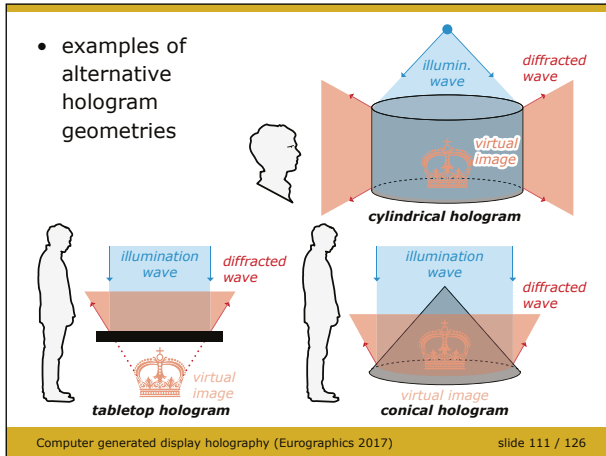 • examples of
alternative
hologram
geometries
illumin.
wave
diffracted
wave
virtual
image
cylindrical hologram
illumination
wave
diffracted
wave
virtual
image
tabletop hologram
illumination
wave
diffracted
wave
virtual image
conical hologram
Computer generated display holography (Eurographics 2017) slide 111 / 126